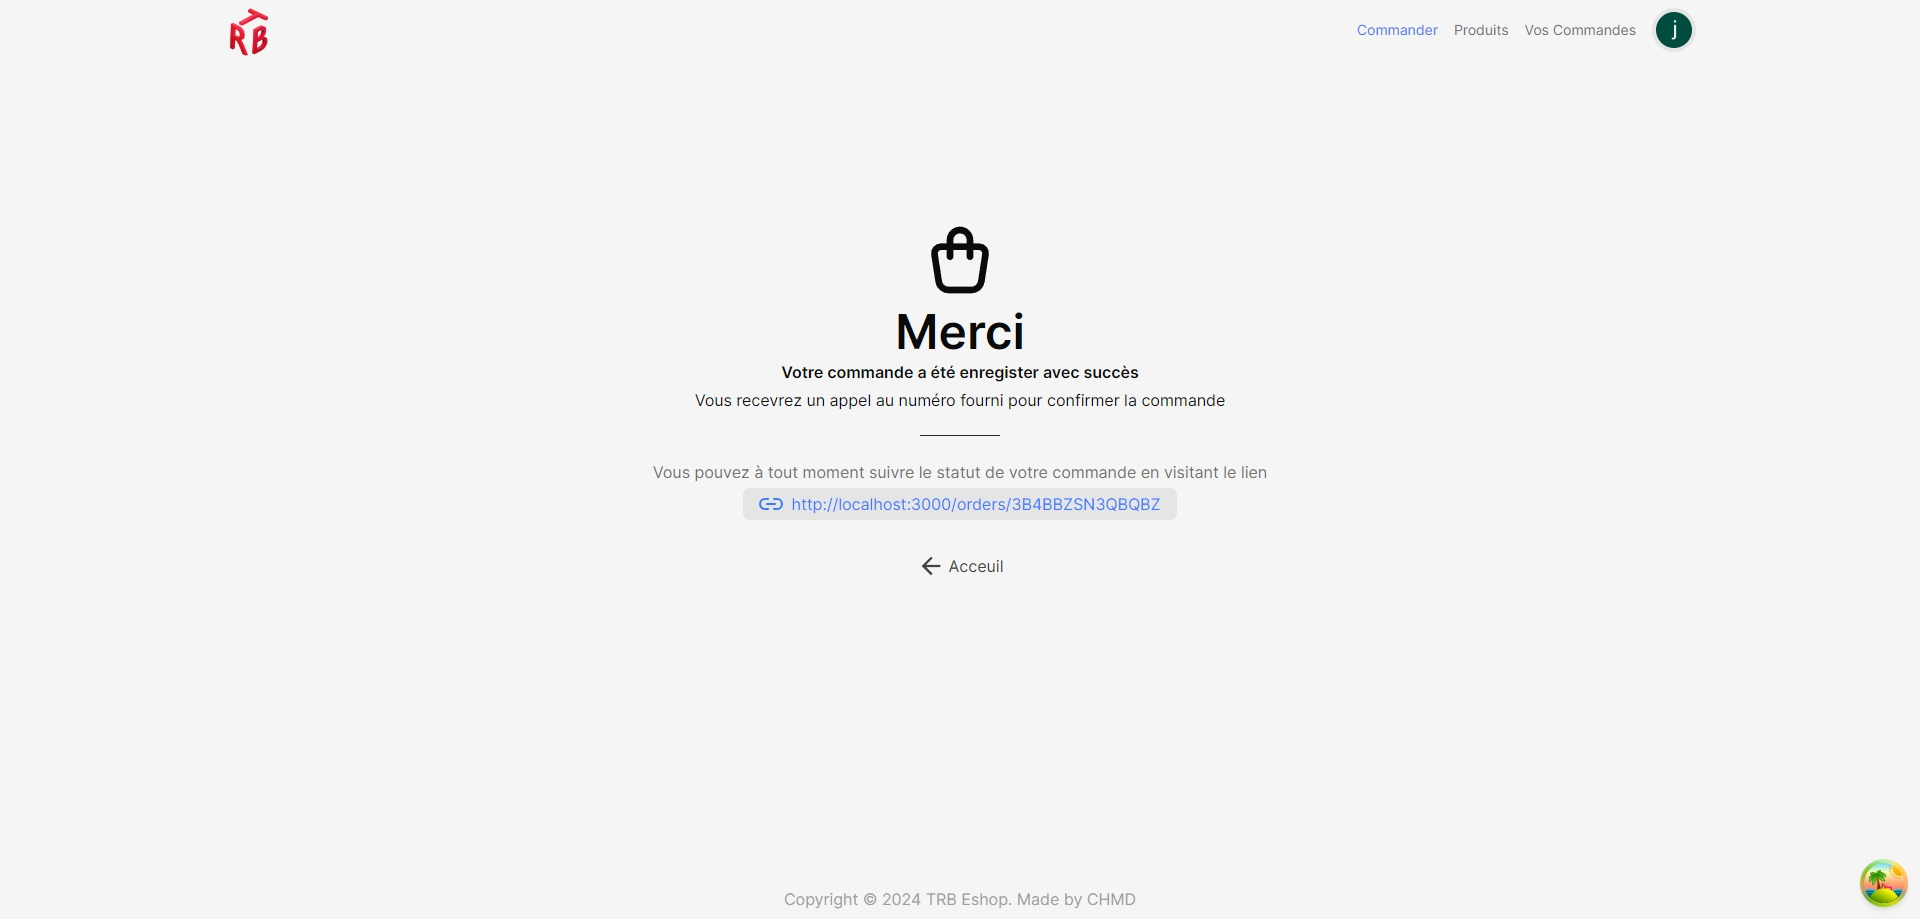 TRB
Commander Produits Vos Commandes j
Merci
Votre commande a été enregister avec succès
Vous recevrez un appel au numéro fourni pour confirmer la commande
Vous pouvez à tout moment suivre le statut de votre commande en visitant le lien
http://localhost:3000/orders/3B4BBZSN3QBQBZ
Acceuil
Copyright © 2024 TRB Eshop. Made by CHMD